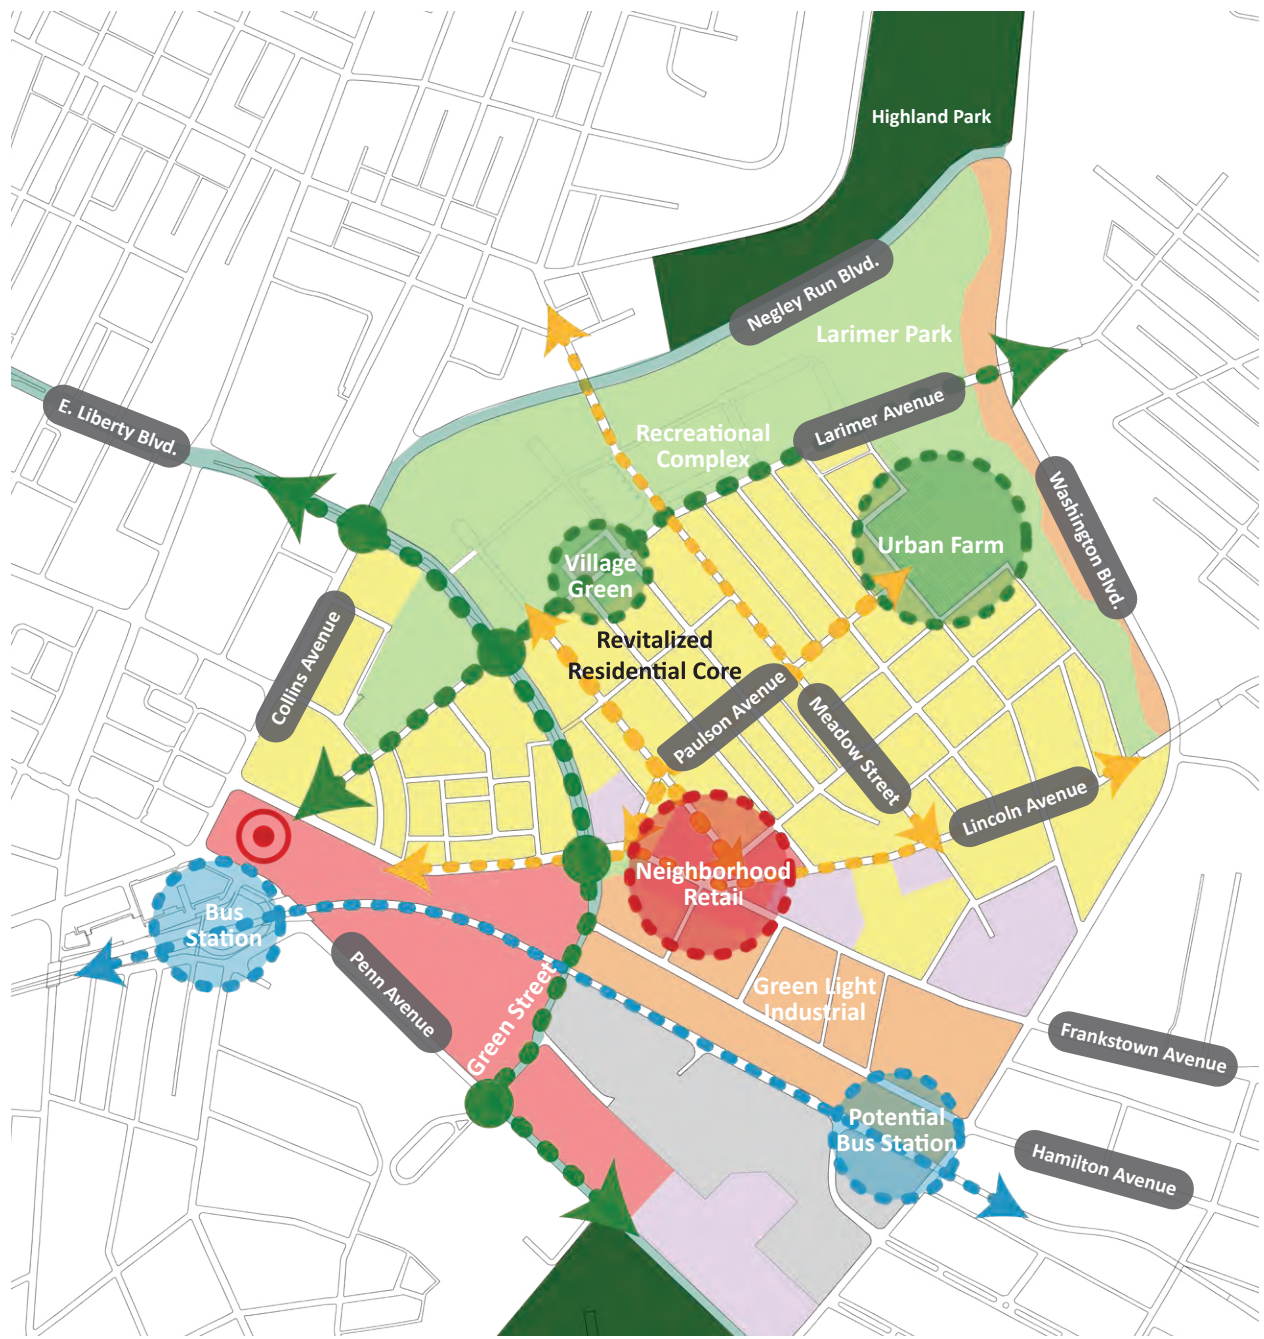 Highland Park
Negley Run Blvd.
Larimer Park
E. Liberty Blvd.
Larimer Avenue
Recreational
Complex
Washington Blvd.
Urban Farm
Village
Green
Collins Avenue
Revitalized
Residential Core
Paulson Avenue
Meadow Street
Lincoln Avenue
Neighborhood
Retail
Bus
Station
Penn Avenue
Green Street
Green Light
Industrial
Frankstown Avenue
Potential
Bus Station
Hamilton Avenue